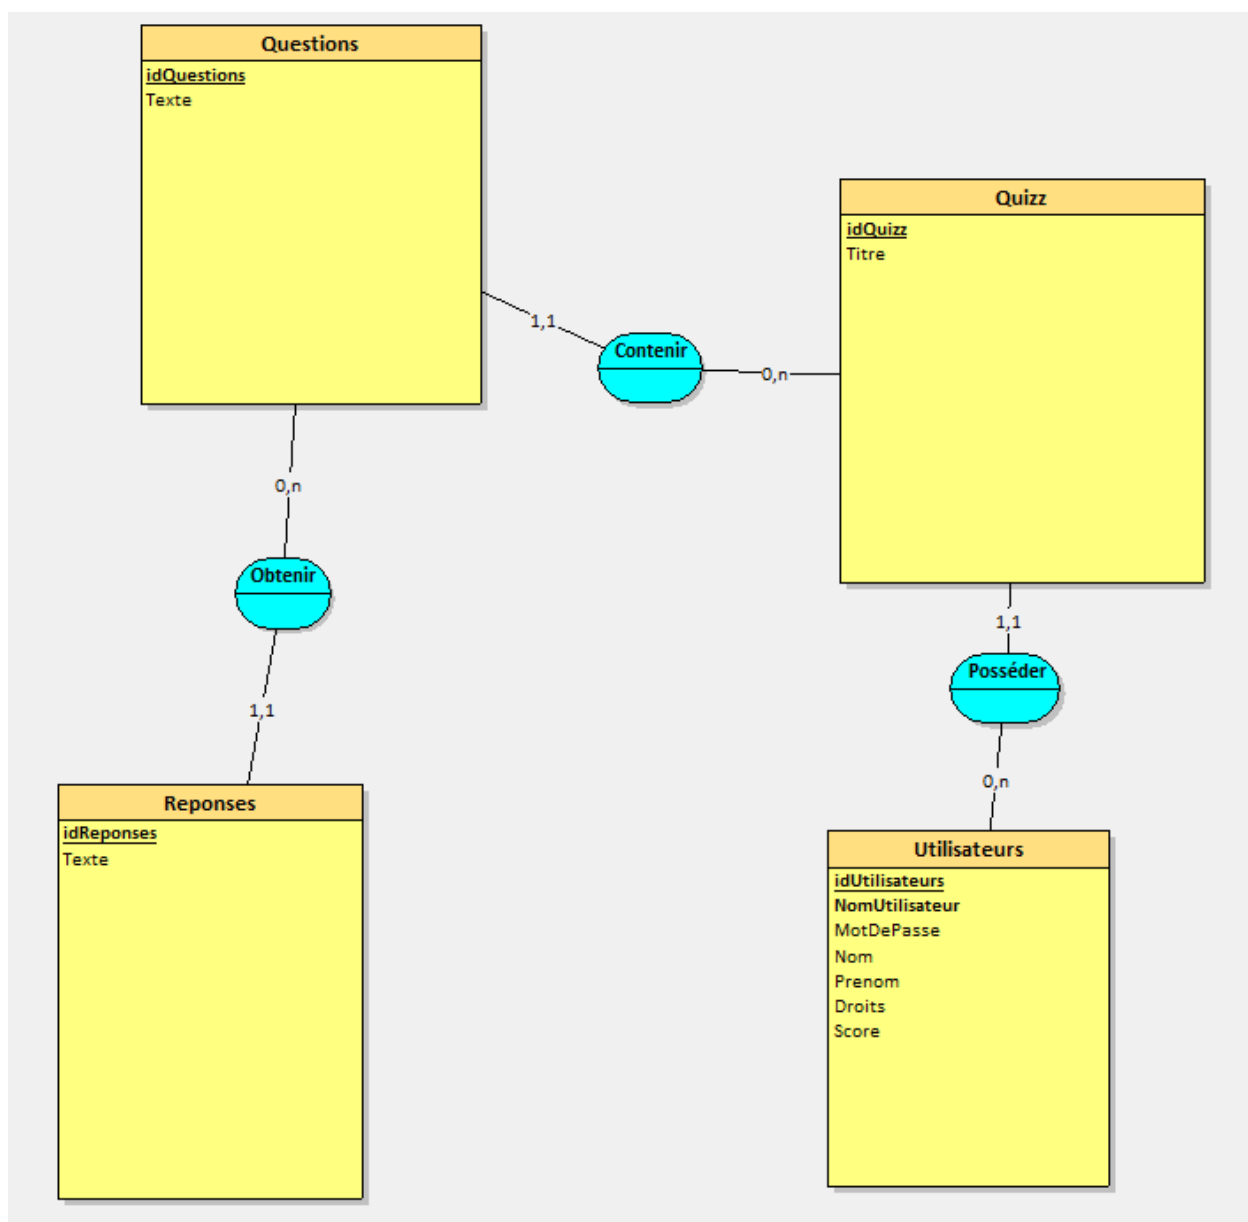 Questions
idQuestions
Texte
1,1
Contenir
0,n
Quizz
idQuizz
Titre
0,n
Obtenir
1,1
1,1
Posséder
0,n
Reponses
idReponses
Texte
Utilisateurs
idUtilisateurs
NomUtilisateur
MotDePasse
Nom
Prenom
Droits
Score